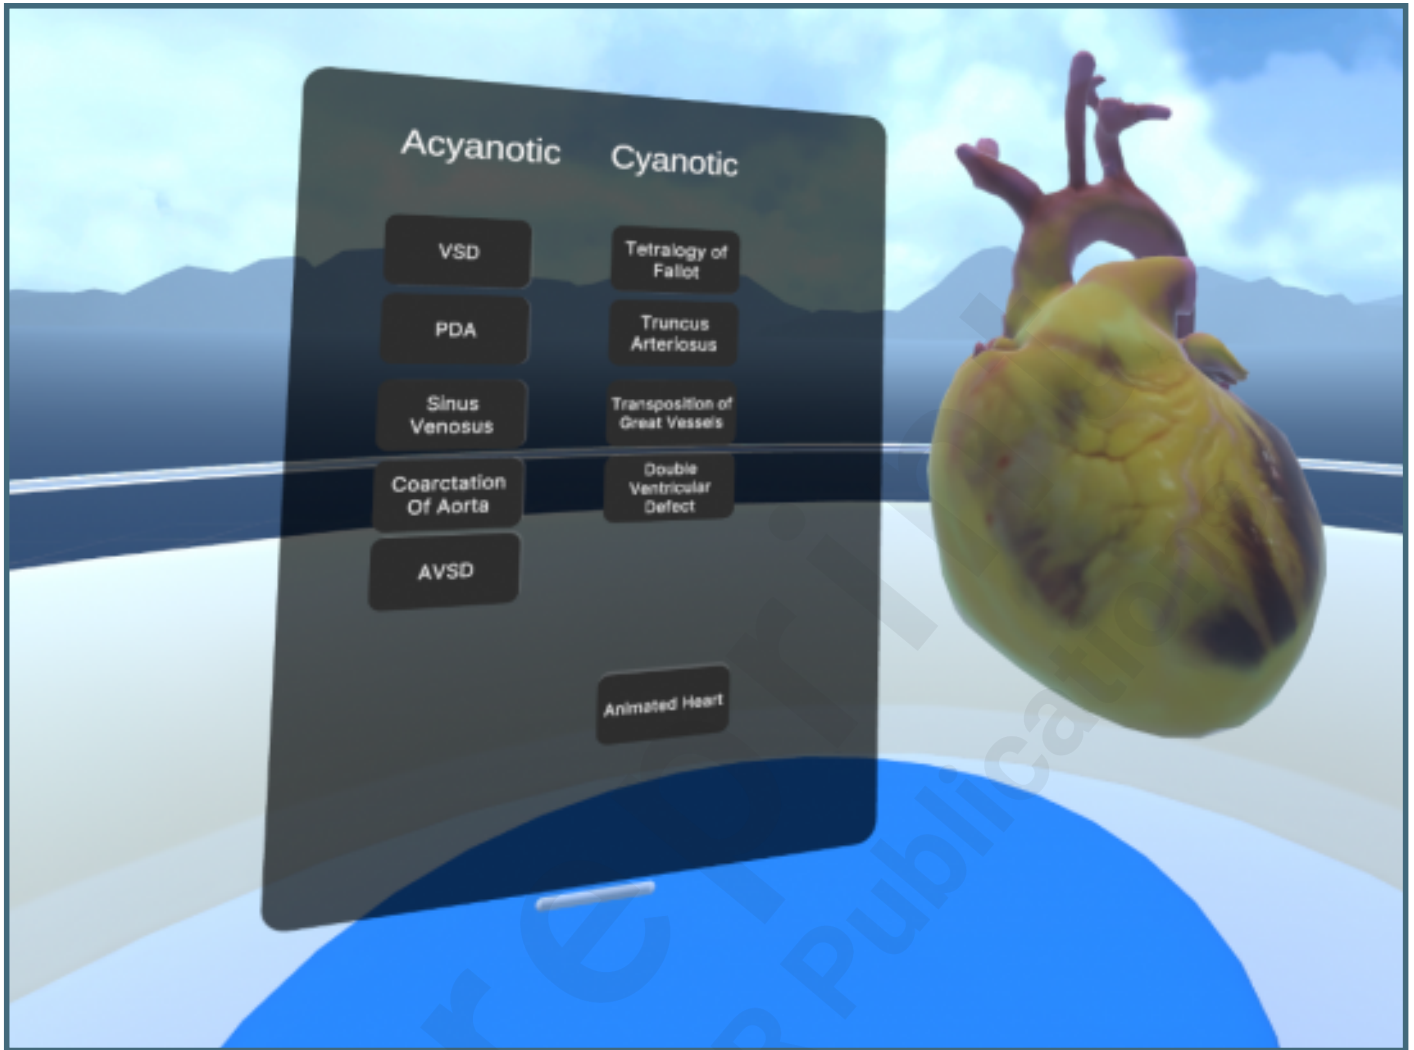 Acyanotic
Cyanotic
VSD
PDA
Sinus
Venosus
Coarctation
Of Aorta
AVSD
Tetralogy of
Fallot
Truncus
Arteriosus
Transposition of
Great Vessels
Double
Ventricular
Defect
Animated Heart
Publication